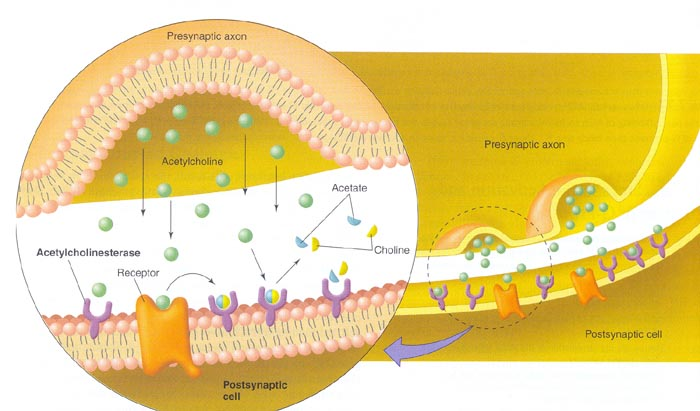 Presynaptic axon
Acetylcholine
Acetate
Choline
Acetylcholinesterase
Receptor
Postsynaptic
cell
Presynaptic axon
Postsynaptic cell